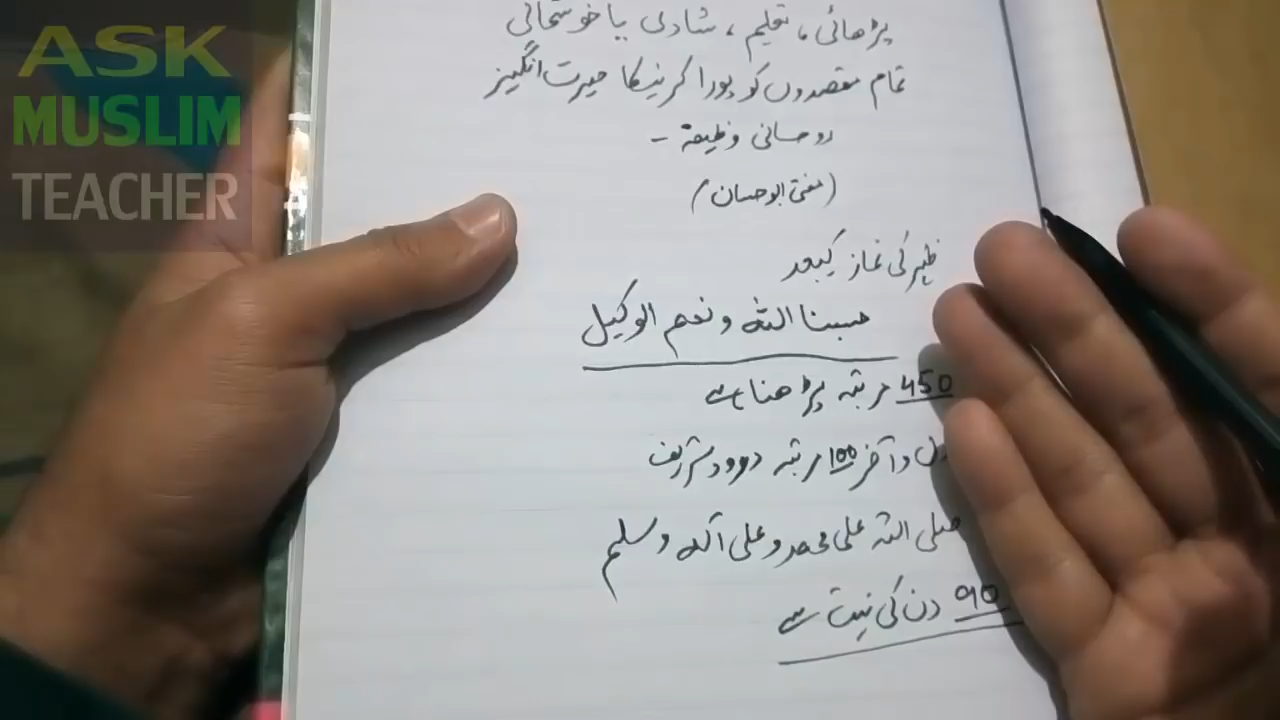 ASK
MUSLIM
TEACHER
پڑھائی، تعلیم، شادی یا خوشحالی
تمام مقصدوں کو پورا کرنیکا حیرت انگیز
روحانی وظیفہ -
(مفتی ابو حسان)
ظہر کی نماز کیبعد
حسبنا اللہ ونعم الوکیل
450 مرتبہ پڑھنا ہے
اول و آخر 100 مرتبہ درود شریف
صلی اللہ علی محمد وعلی آلہ وسلم
90 دن کی نیت سے